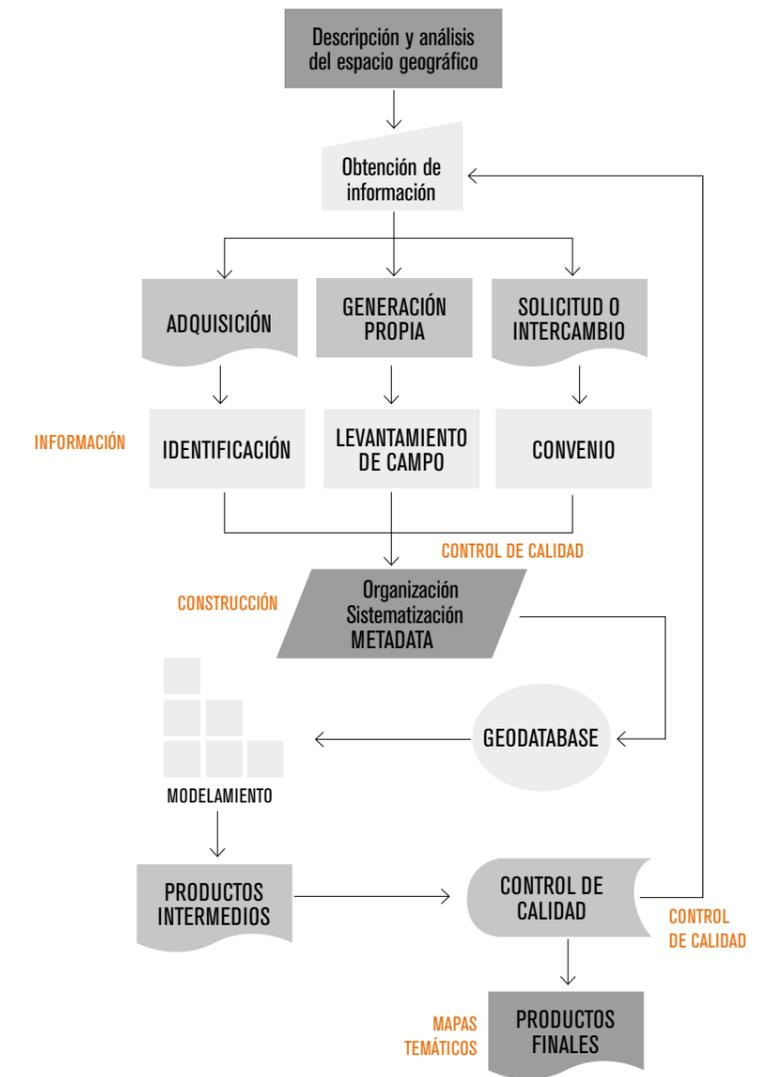 Descripción y análisis
del espacio geográfico
Obtención de
información
ADQUISICIÓN
GENERACIÓN
PROPIA
SOLICITUD O
INTERCAMBIO
INFORMACIÓN
IDENTIFICACIÓN
LEVANTAMIENTO
DE CAMPO
CONVENIO
CONTROL DE CALIDAD
CONSTRUCCIÓN
Organización
Sistematización
METADATA
GEODATABASE
MODELAMIENTO
PRODUCTOS
INTERMEDIOS
CONTROL DE
CALIDAD
CONTROL
DE CALIDAD
MAPAS
TEMÁTICOS
PRODUCTOS
FINALES